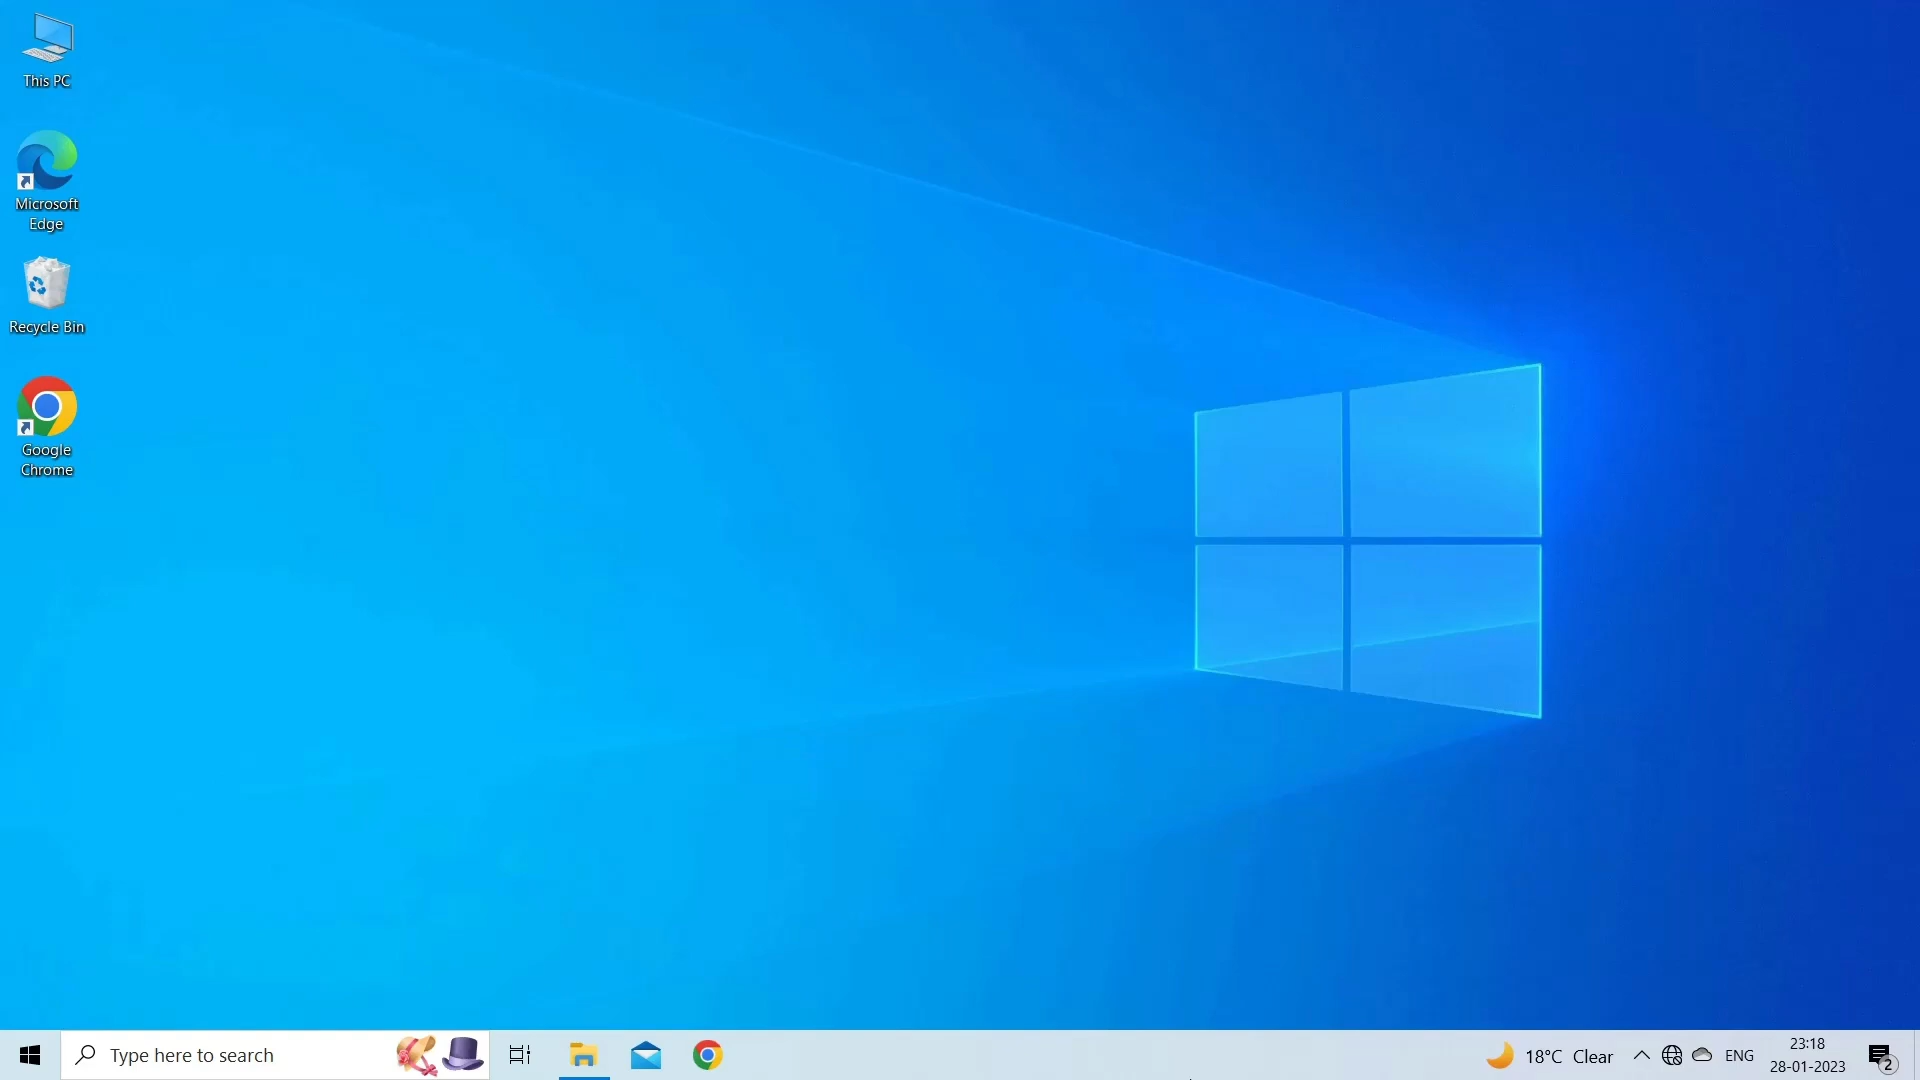 This PC
Microsoft
Edge
Recycle Bin
Google
Chrome
Type here to search
18°C Clear
ENG
23:18
28-01-2023
2